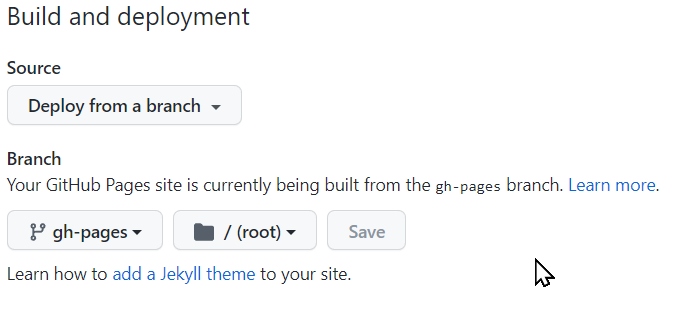 Build and deployment
Source
Deploy from a branch
Branch
Your GitHub Pages site is currently being built from the gh-pages branch. Learn more.
gh-pages / (root) Save
Learn how to add a Jekyll theme to your site.